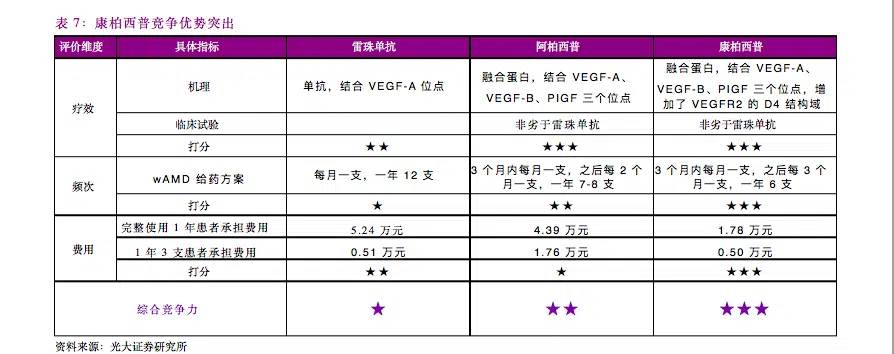 表 7：康柏西普竞争优势突出
评价维度 具体指标 雷珠单抗 阿柏西普 康柏西普
疗效 机理 单抗，结合 VEGF-A 位点 融合蛋白，结合 VEGF-A、 融合蛋白，结合 VEGF-A、
VEGF-B、PIGF 三个位点 VEGF-B、PIGF 三个位点，增
加了 VEGFR2 的 D4 结构域
临床试验 非劣于雷珠单抗 非劣于雷珠单抗
打分 ★★ ★★★ ★★★
频次 wAMD 给药方案 每月一支，一年 12 支 3 个月内每月一支，之后每 2 个 3 个月内每月一支，之后每 3 个
月一支，一年 7-8 支 月一支，一年 6 支
打分 ★ ★★ ★★★
费用 完整使用 1 年患者承担费用 5.24 万元 4.39 万元 1.78 万元
1 年 3 支患者承担费用 0.51 万元 1.76 万元 0.50 万元
打分 ★★ ★ ★★★
综合竞争力 ★ ★★ ★★★
资料来源：光大证券研究所